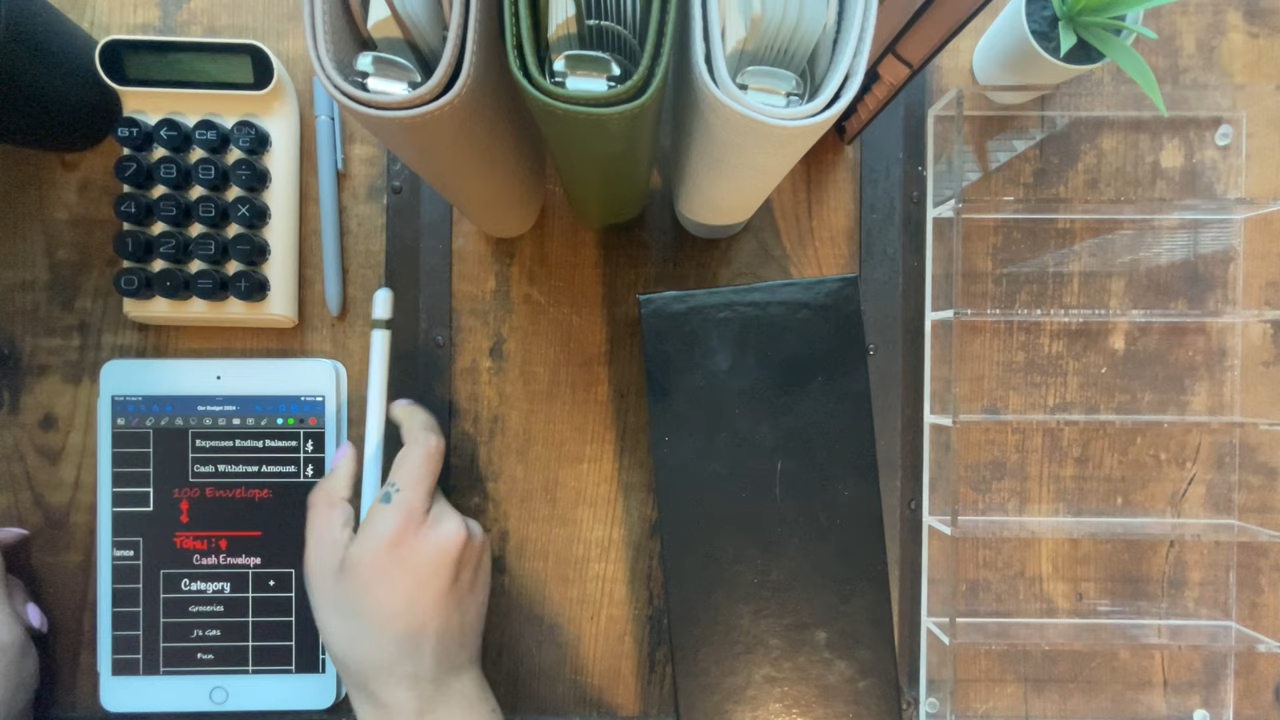 GT ← CE ON/C
7 8 9 ÷
4 5 6 ×
1 2 3 −
0 · = +
Our Budget 2024
Expenses Ending Balance: $
Cash Withdraw Amount: $
100 Envelope:
$
Total: $
Cash Envelope
lance
Category +
Groceries
J's Gas
Fun